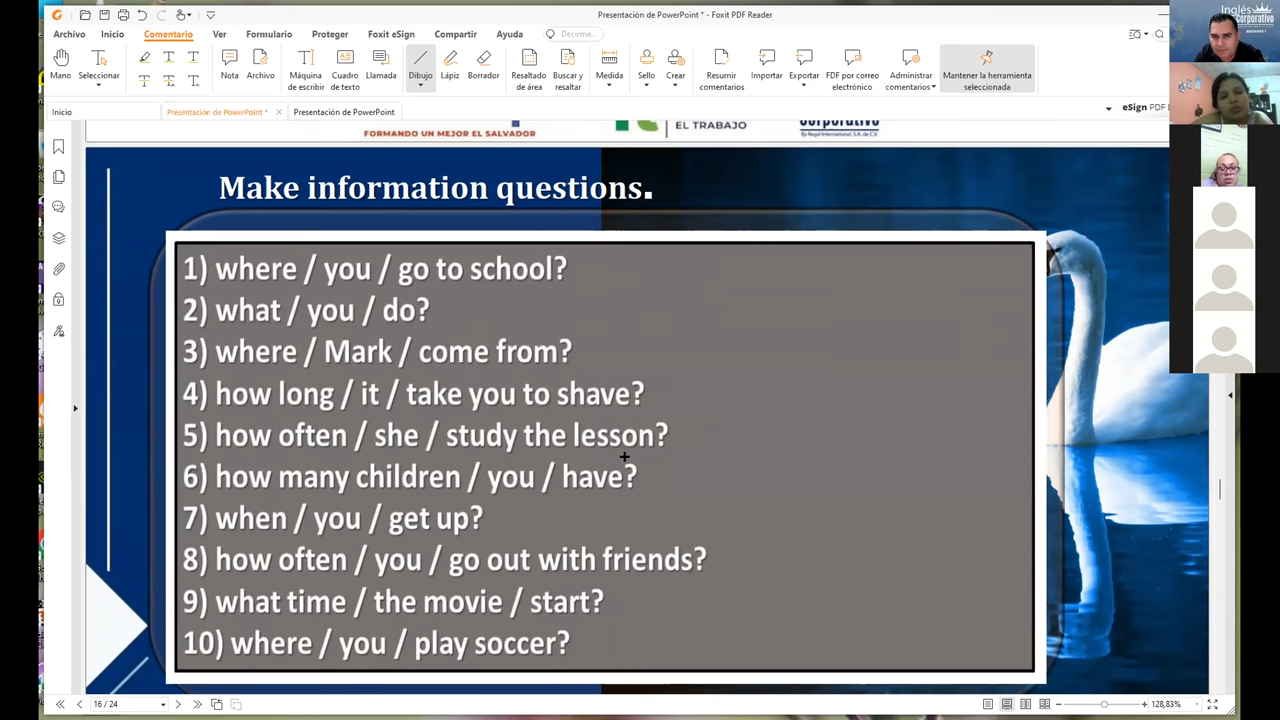 Presentación de PowerPoint * - Foxit PDF Reader
Archivo Inicio Comentario Ver Formulario Proteger Foxit eSign Compartir Ayuda Decirme...
Mano
Seleccionar
Nota
Archivo
Máquina de escribir
Cuadro de texto
Llamada
Dibujo
Lápiz
Borrador
Resaltado de área
Buscar y resaltar
Medida
Sello
Crear
Resumir comentarios
Importar
Exportar
FDF por correo electrónico
Administrar comentarios
Mantener la herramienta seleccionada
Inicio
Presentación de PowerPoint *
Presentación de PowerPoint
eSign PDF
Inglés
Corporativo
FORMANDO UN MEJOR EL SALVADOR
EL TRABAJO
Corporativo
By Regal International, S.A. de C.V.
Make information questions.
1) where / you / go to school?
2) what / you / do?
3) where / Mark / come from?
4) how long / it / take you to shave?
5) how often / she / study the lesson?
6) how many children / you / have?
7) when / you / get up?
8) how often / you / go out with friends?
9) what time / the movie / start?
10) where / you / play soccer?
16 / 24
128,83%